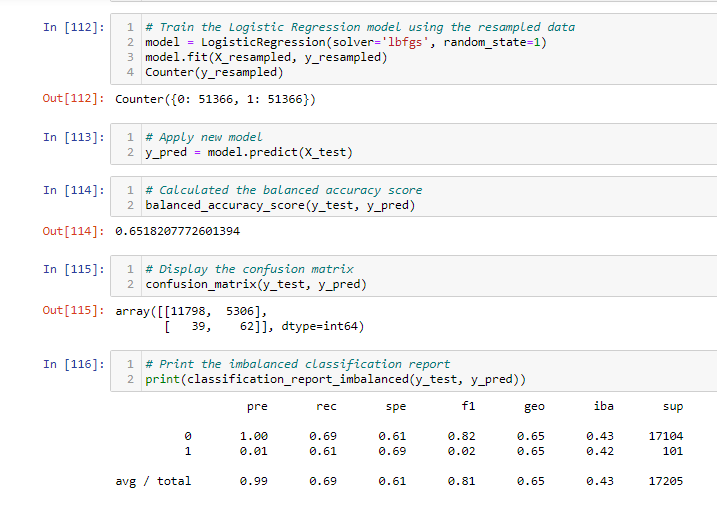 In [112]: 1 # Train the Logistic Regression model using the resampled data
2 model = LogisticRegression(solver='lbfgs', random_state=1)
3 model.fit(X_resampled, y_resampled)
4 Counter(y_resampled)
Out[112]: Counter({0: 51366, 1: 51366})
In [113]: 1 # Apply new model
2 y_pred = model.predict(X_test)
In [114]: 1 # Calculated the balanced accuracy score
2 balanced_accuracy_score(y_test, y_pred)
Out[114]: 0.6518207772601394
In [115]: 1 # Display the confusion matrix
2 confusion_matrix(y_test, y_pred)
Out[115]: array([[11798, 5306],
[ 39, 62]], dtype=int64)
In [116]: 1 # Print the imbalanced classification report
2 print(classification_report_imbalanced(y_test, y_pred))
pre rec spe f1 geo iba sup
0 1.00 0.69 0.61 0.82 0.65 0.43 17104
1 0.01 0.61 0.69 0.02 0.65 0.42 101
avg / total 0.99 0.69 0.61 0.81 0.65 0.43 17205